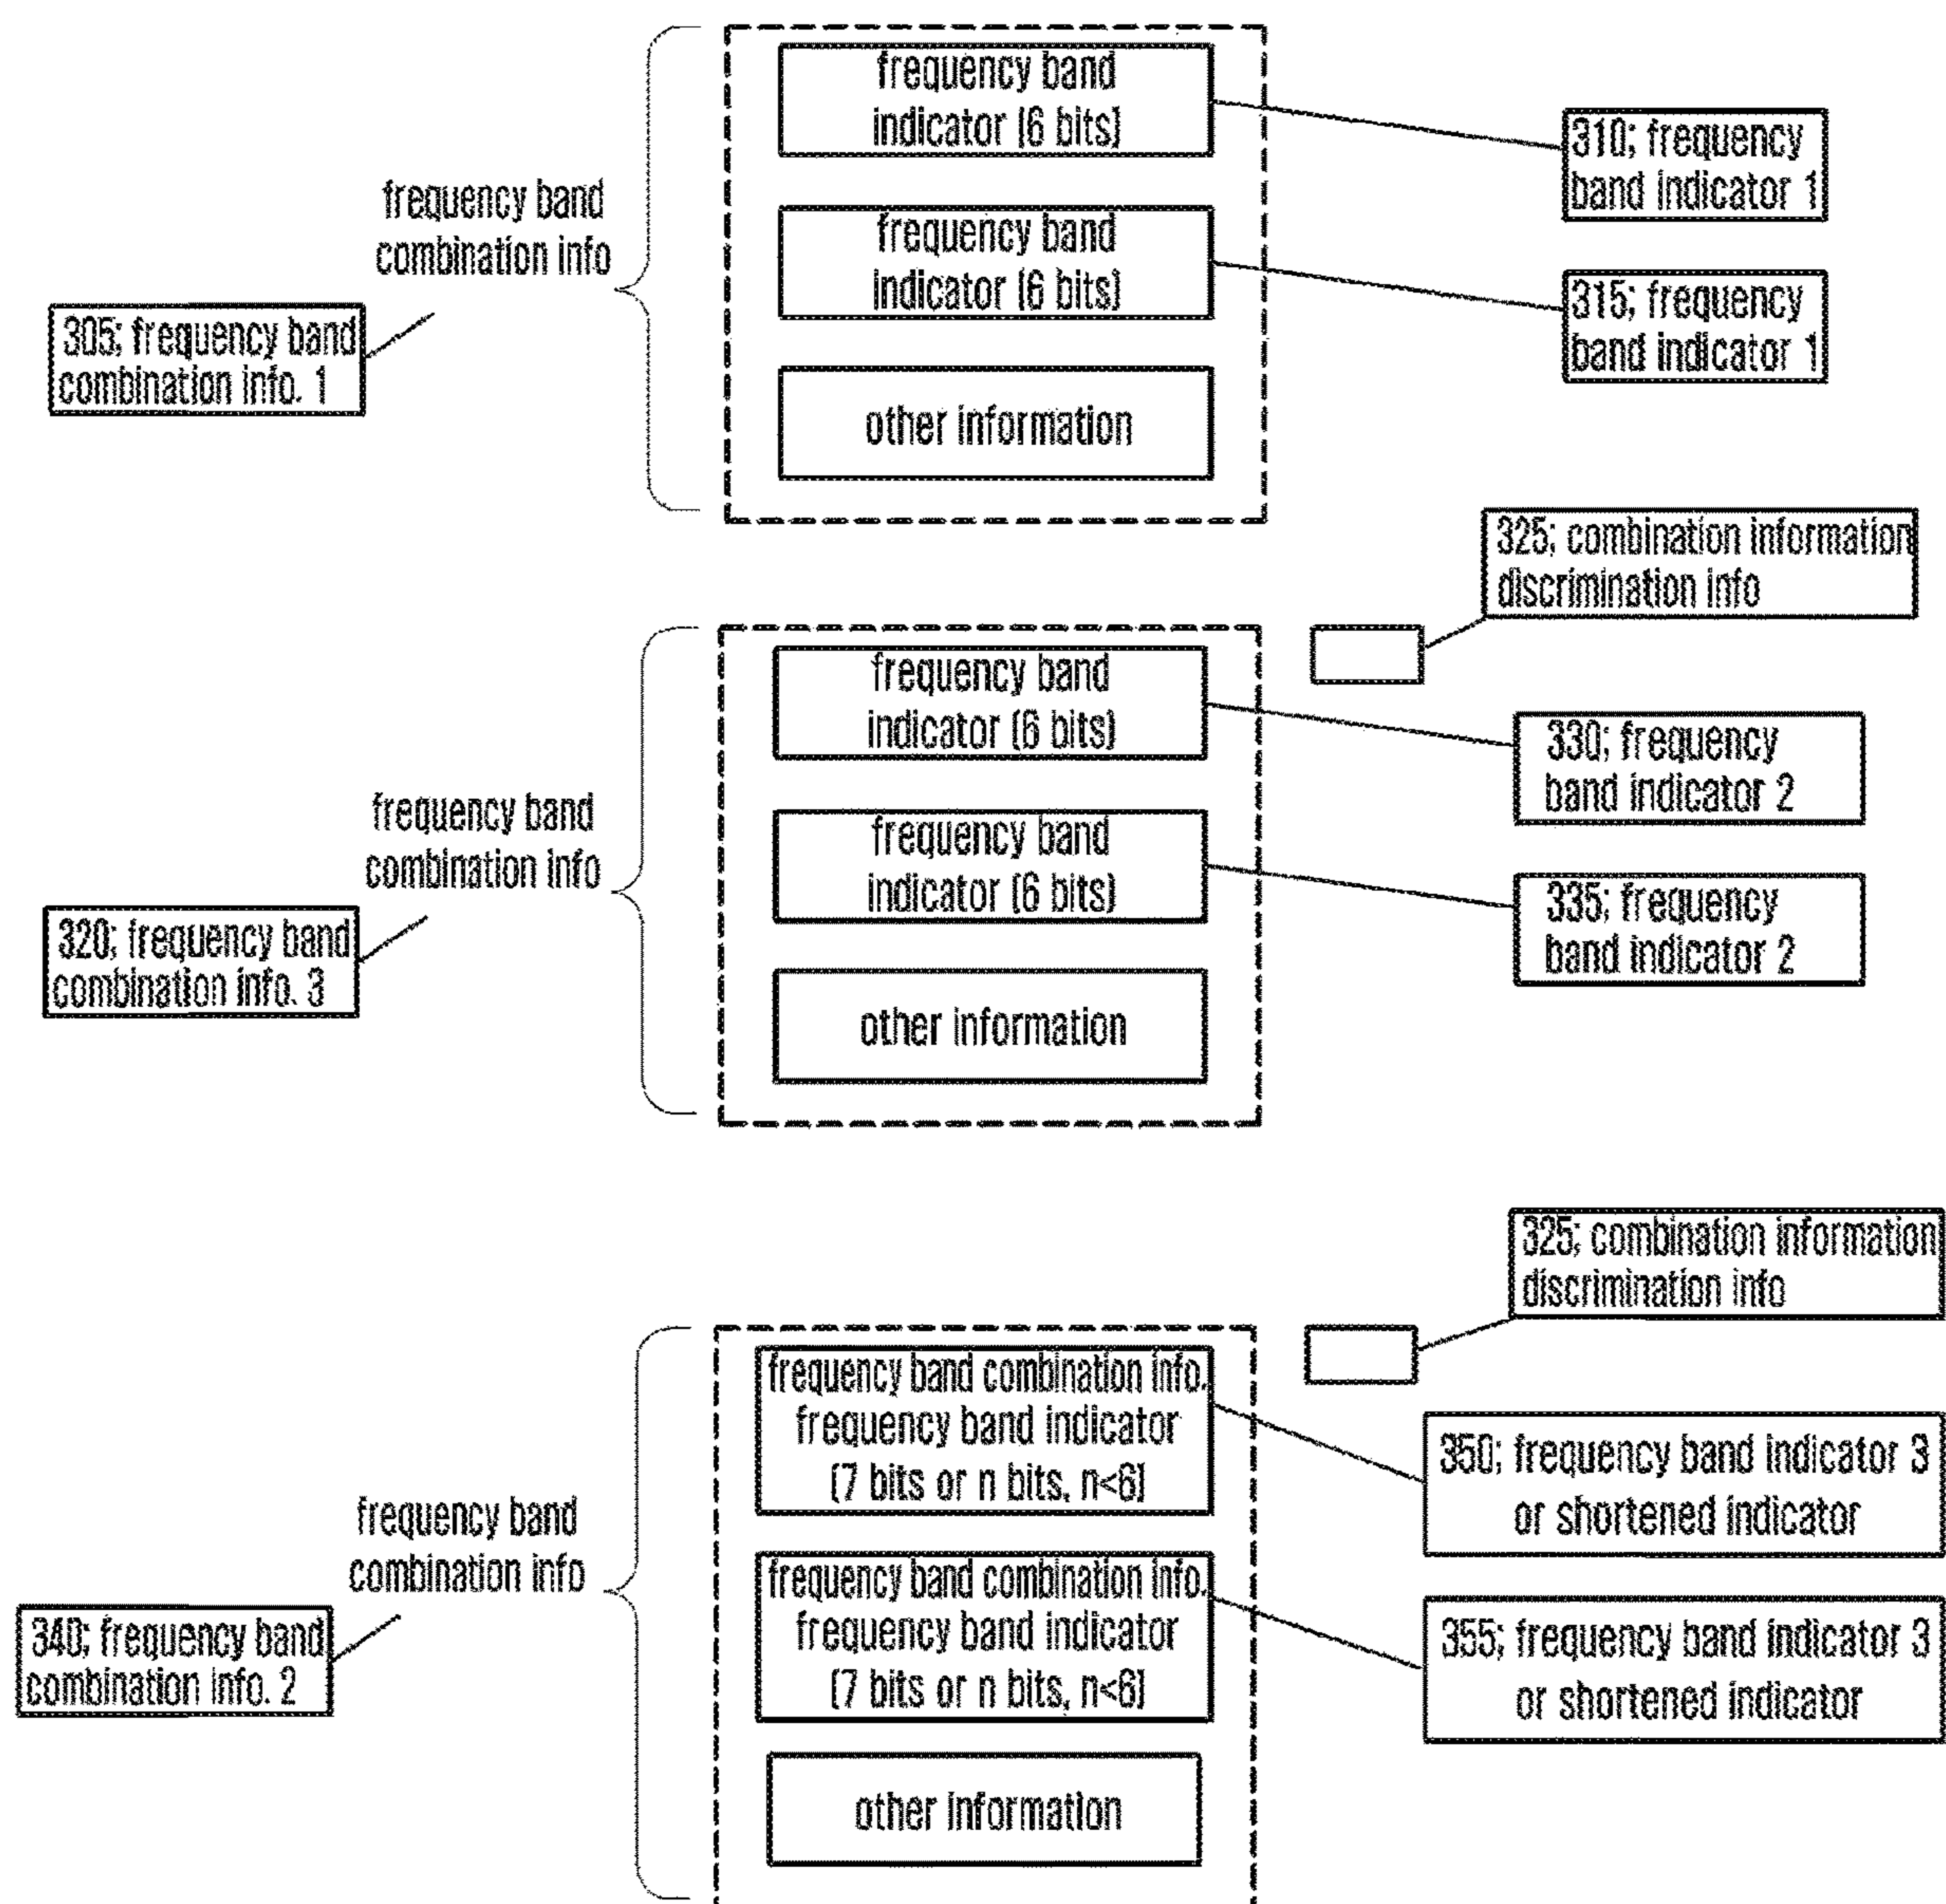 frequency band
indicator (6 bits)
310; frequency
band indicator 1
frequency band
combination info
frequency band
indicator (6 bits)
315; frequency
band indicator 1
305; frequency band
combination info. 1
other information
325; combination information
discrimination info
frequency band
indicator (6 bits)
330; frequency
band indicator 2
frequency band
combination info
frequency band
indicator (6 bits)
335; frequency
band indicator 2
320; frequency band
combination info. 3
other information
325; combination information
discrimination info
frequency band combination info.
frequency band indicator
(7 bits or n bits, n<6)
350; frequency band indicator 3
or shortened indicator
frequency band
combination info
frequency band combination info.
frequency band indicator
(7 bits or n bits, n<6)
355; frequency band indicator 3
or shortened indicator
340; frequency band
combination info. 2
other information